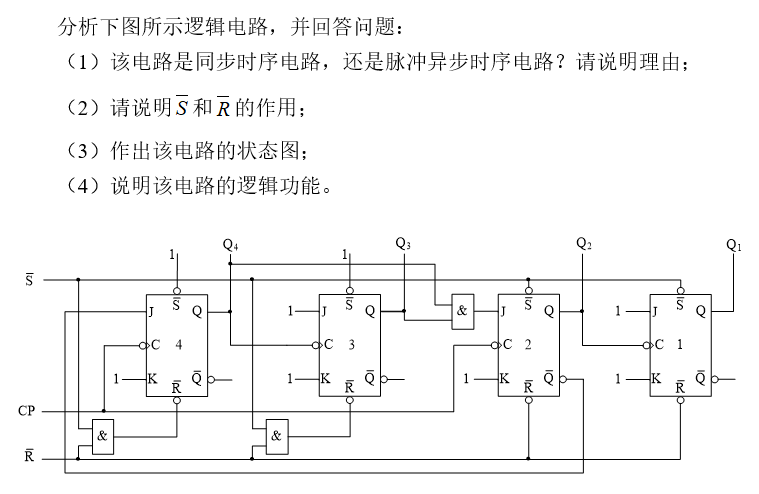 分析下图所示逻辑电路，并回答问题：
（1）该电路是同步时序电路，还是脉冲异步时序电路？请说明理由；
（2）请说明S̅和R̅的作用；
（3）作出该电路的状态图；
（4）说明该电路的逻辑功能。
1 Q₄ 1 Q₃ Q₂ Q₁
S̅
S̅ S̅ S̅ S̅
J Q 1 J Q & J Q 1 J Q
C 4 C 3 C 2 C 1
1 K Q̅ 1 K Q̅ 1 K Q̅ 1 K Q̅
R̅ R̅ R̅ R̅
CP
& &
R̅